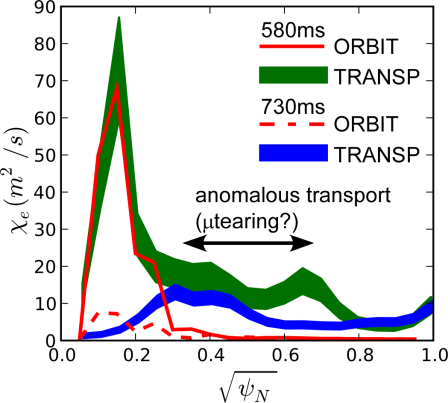 90
80
70
60
50
40
30
20
10
0
χe (m² /s)
580ms
ORBIT
TRANSP
730ms
ORBIT
TRANSP
anomalous transport
(μtearing?)
0.0 0.2 0.4 0.6 0.8 1.0
√ψN